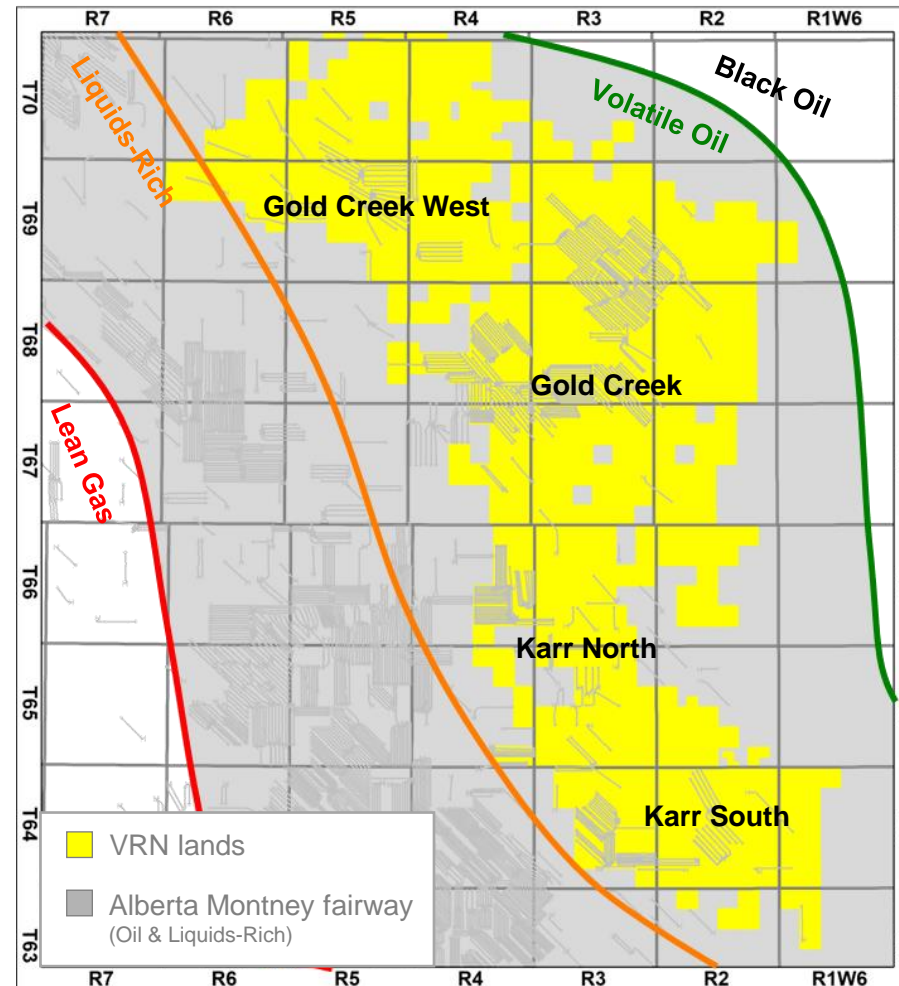 R7 R6 R5 R4 R3 R2 R1W6
Black Oil
Volatile Oil
Liquids-Rich
T70
Gold Creek West
T69
T68
Gold Creek
Lean Gas
T67
T66
Karr North
T65
Karr South
T64
VRN lands
Alberta Montney fairway
(Oil & Liquids-Rich)
T63
R7 R6 R5 R4 R3 R2 R1W6